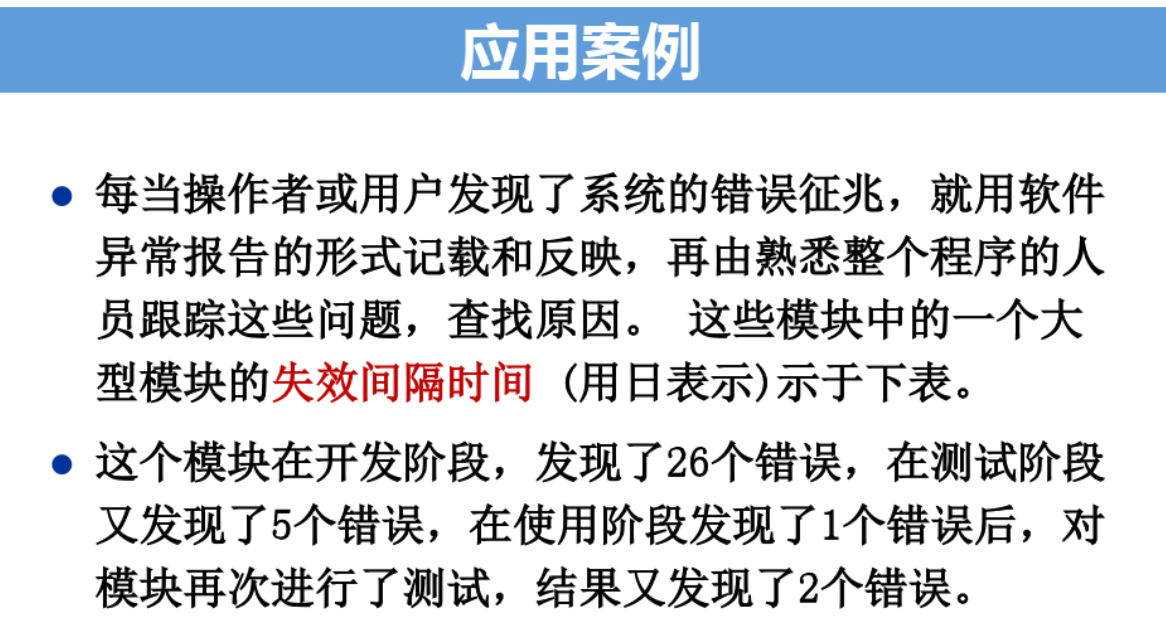 应用案例
每当操作者或用户发现了系统的错误征兆，就用软件
异常报告的形式记载和反映，再由熟悉整个程序的人
员跟踪这些问题，查找原因。 这些模块中的一个大
型模块的失效间隔时间 (用日表示)示于下表。
这个模块在开发阶段，发现了26个错误，在测试阶段
又发现了5个错误，在使用阶段发现了1个错误后，对
模块再次进行了测试，结果又发现了2个错误。